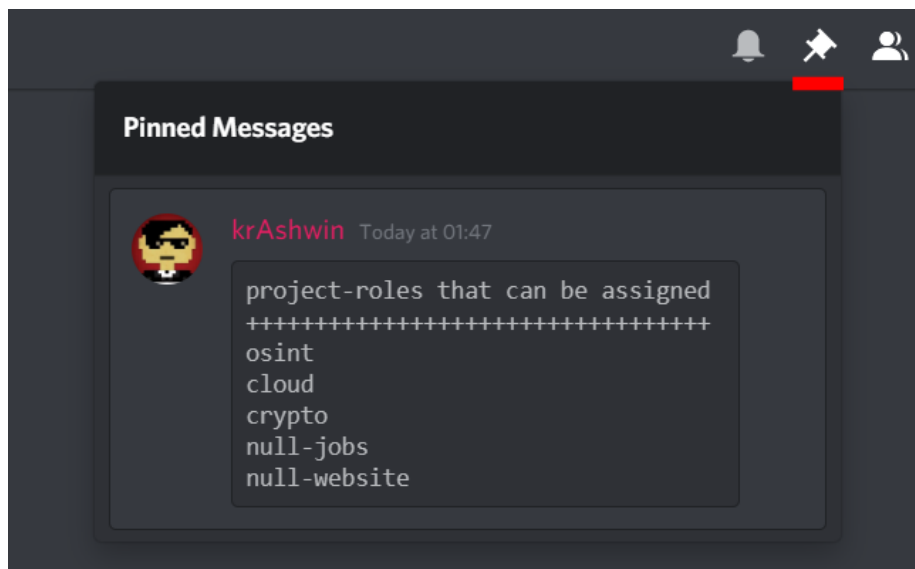 Pinned Messages
krAshwin Today at 01:47
project-roles that can be assigned
++++++++++++++++++++++++++++++++++
osint
cloud
crypto
null-jobs
null-website